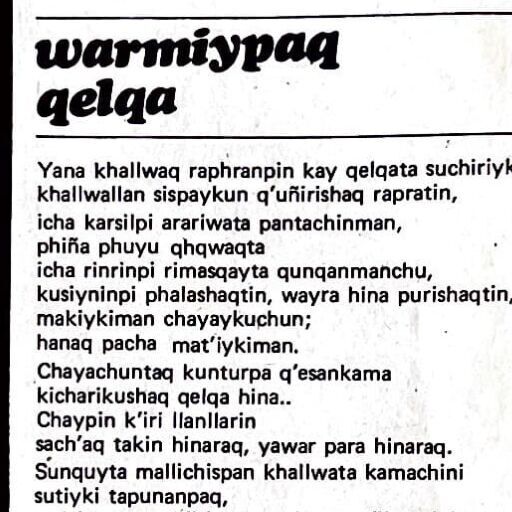 warmiypaq
qelqa
Yana khallwaq raphranpin kay qelqata suchiriyk
khallwallan sispaykun q'uñirishaq rapratin,
icha karsilpi arariwata pantachinman,
phiña phuyu qhqwaqta
icha rinrinpi rimasqayta qunqanmanchu,
kusiyninpi phalashaqtin, wayra hina purishaqtin,
makiykiman chayaykuchun;
hanaq pacha mat'iykiman.
Chayachuntaq kunturpa q'esankama
kicharikushaq qelqa hina..
Chaypin k'iri llanllarin
sach'aq takin hinaraq, yawar para hinaraq.
Sunquyta mallichispan khallwata kamachini
sutiyki tapunanpaq,